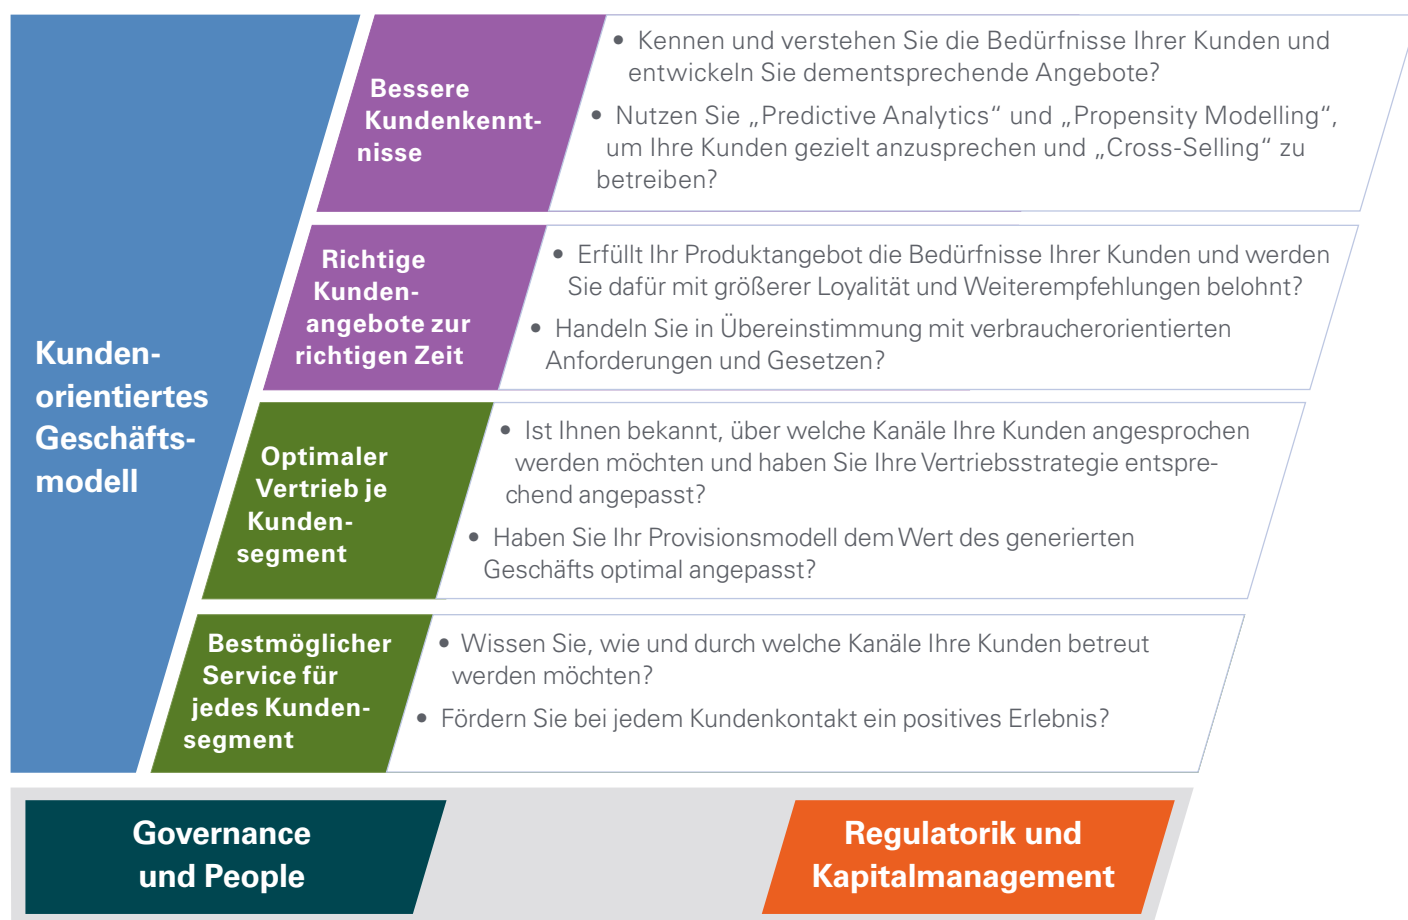 Kunden-
orientiertes
Geschäfts-
modell
Bessere
Kundenkennt-
nisse
• Kennen und verstehen Sie die Bedürfnisse Ihrer Kunden und
entwickeln Sie dementsprechende Angebote?
• Nutzen Sie „Predictive Analytics“ und „Propensity Modelling“,
um Ihre Kunden gezielt anzusprechen und „Cross-Selling“ zu
betreiben?
Richtige
Kunden-
angebote zur
richtigen Zeit
• Erfüllt Ihr Produktangebot die Bedürfnisse Ihrer Kunden und werden
Sie dafür mit größerer Loyalität und Weiterempfehlungen belohnt?
• Handeln Sie in Übereinstimmung mit verbraucherorientierten
Anforderungen und Gesetzen?
Optimaler
Vertrieb je
Kunden-
segment
• Ist Ihnen bekannt, über welche Kanäle Ihre Kunden angesprochen
werden möchten und haben Sie Ihre Vertriebsstrategie entspre-
chend angepasst?
• Haben Sie Ihr Provisionsmodell dem Wert des generierten
Geschäfts optimal angepasst?
Bestmöglicher
Service für
jedes Kunden-
segment
• Wissen Sie, wie und durch welche Kanäle Ihre Kunden betreut
werden möchten?
• Fördern Sie bei jedem Kundenkontakt ein positives Erlebnis?
Governance
und People
Regulatorik und
Kapitalmanagement